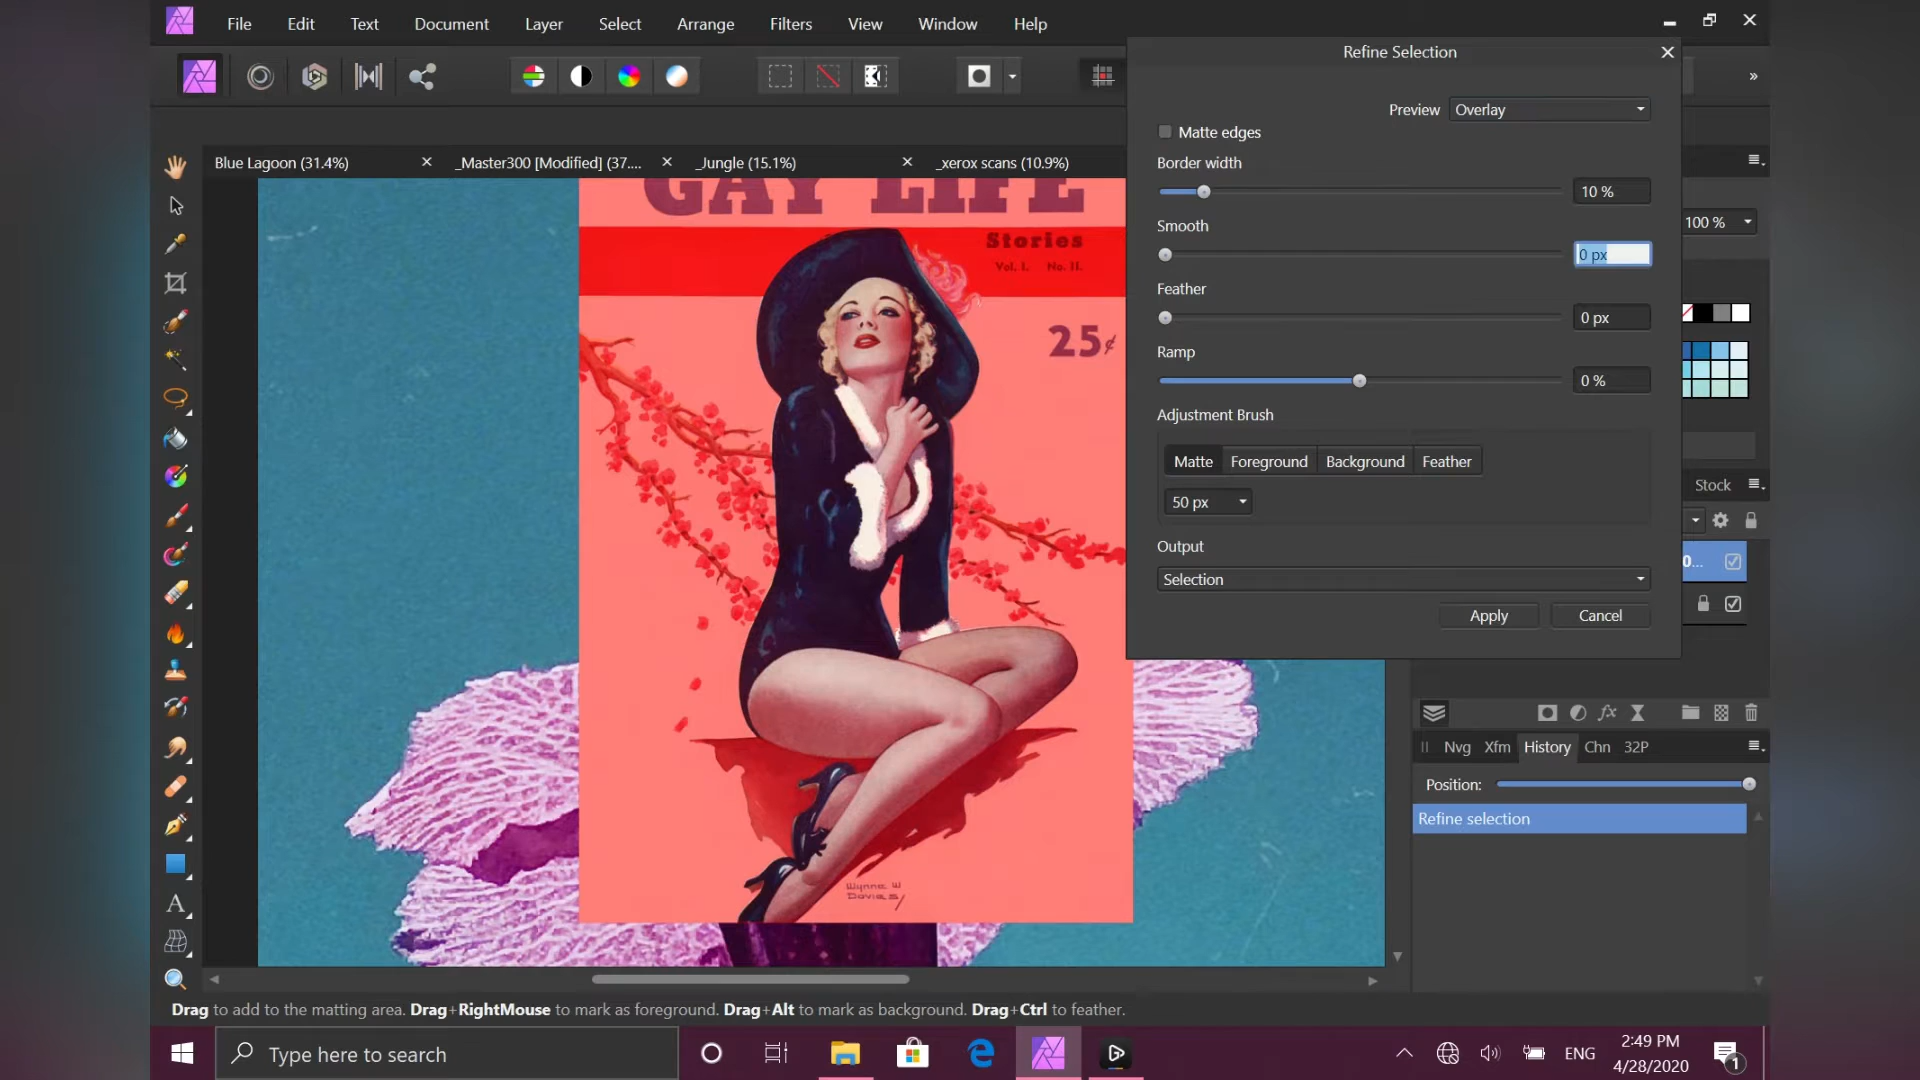 File Edit Text Document Layer Select Arrange Filters View Window Help
Refine Selection
Preview Overlay
Matte edges
Blue Lagoon (31.4%) _Master300 [Modified] (37.... _Jungle (15.1%) _xerox scans (10.9%)
Border width
10 %
Smooth
0 px
100 %
Feather
0 px
Ramp
0 %
Adjustment Brush
Matte Foreground Background Feather
50 px
Output
Selection
Apply Cancel
GAY LIFE
Stories
Vol. I. No. II.
25¢
Wynne W
Davies
Stock
0...
Nvg Xfm History Chn 32P
Position:
Refine selection
Drag to add to the matting area. Drag+RightMouse to mark as foreground. Drag+Alt to mark as background. Drag+Ctrl to feather.
Type here to search
ENG
2:49 PM
4/28/2020
1